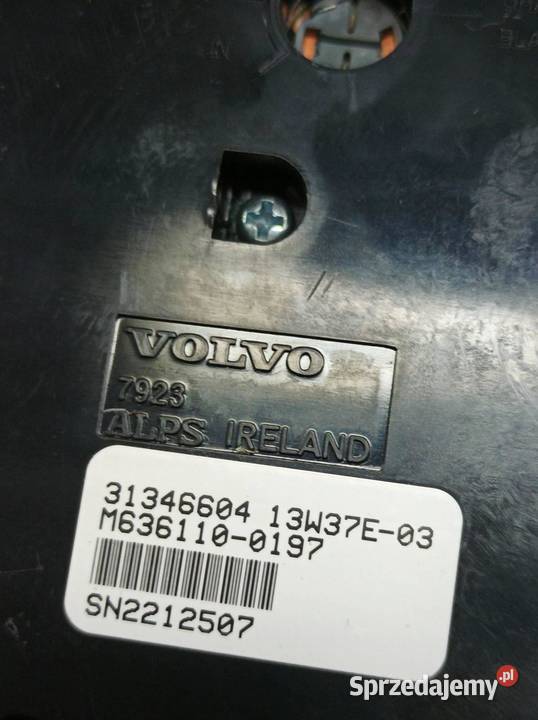 VOLVO
7923
ALPS IRELAND
31346604 13W37E-03
M636110-0197
SN2212507
Sprzedajemy.pl